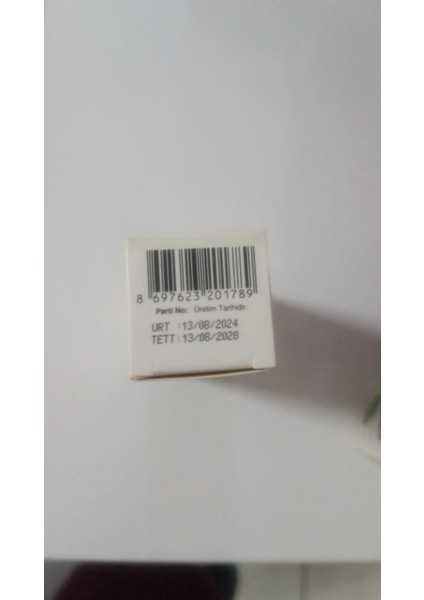 8 697623 201789
Parti No: Üretim Tarihidir.
URT :13/08/2024
TETT:13/08/2028